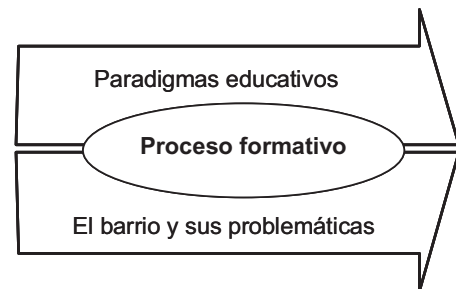 Paradigmas educativos
Proceso formativo
El barrio y sus problemáticas